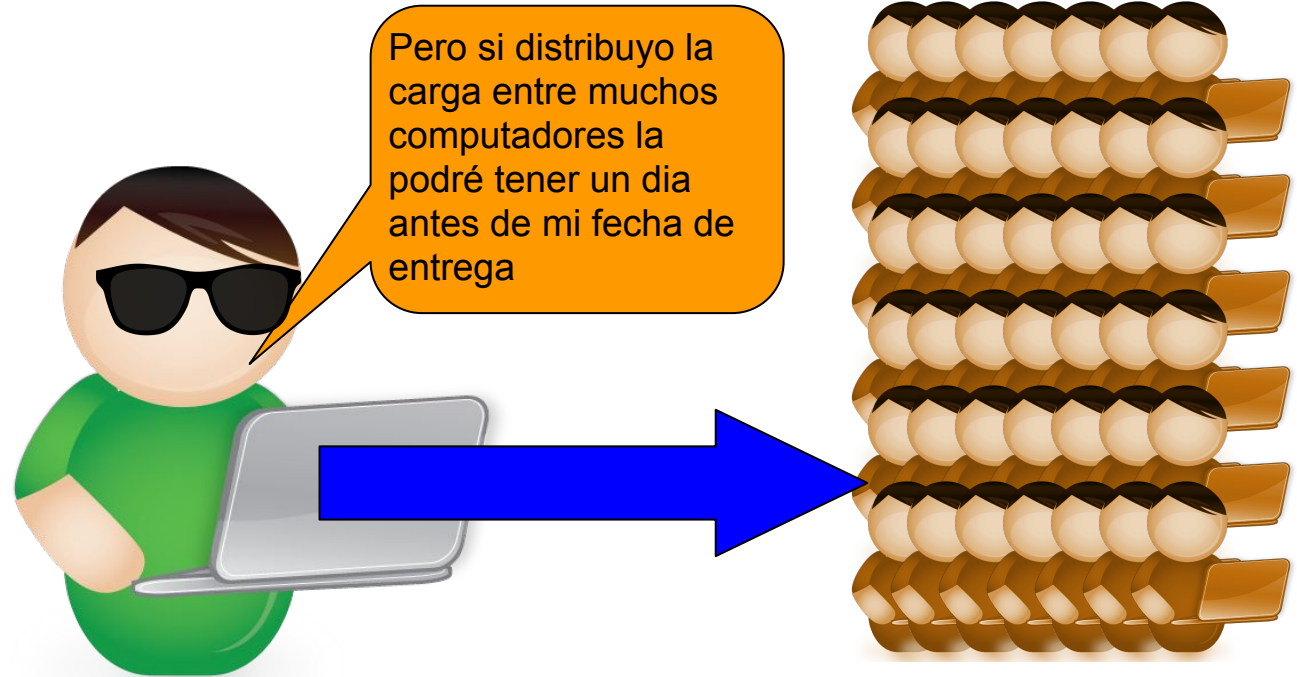 Pero si distribuyo la
carga entre muchos
computadores la
podré tener un dia
antes de mi fecha de
entrega